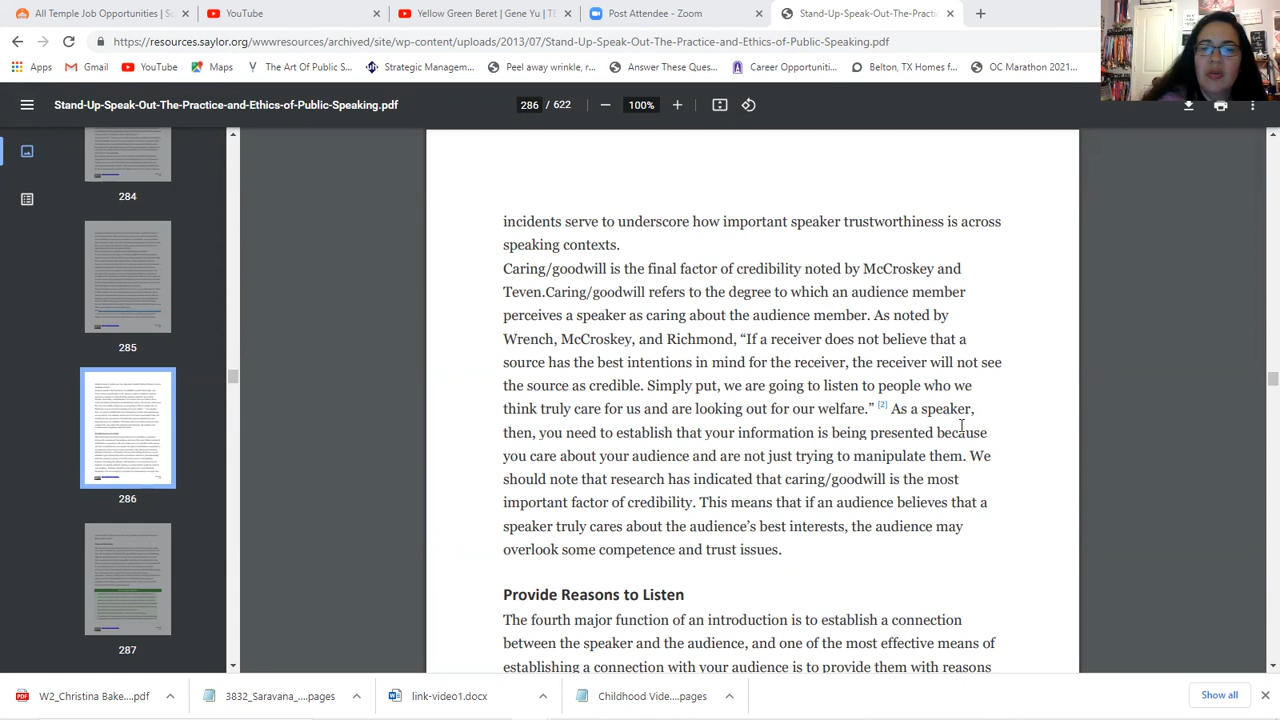 All Temple Job Opportunities | Sc
YouTube
Yellow Green Beret: Gene Yu | TE
Post Attendee - Zoom
Stand-Up-Speak-Out-The-Practic
https://resources.saylor.org/wwwresources/archived/site/wp-content/uploads/2013/07/Stand-Up-Speak-Out-The-Practice-and-Ethics-of-Public-Speaking.pdf
Apps
Gmail
YouTube
Maps
The Art Of Public S...
Strategic Managem...
hemingway winkle, r...
Answer These Que...
Career Opportuniti...
Belton, TX Homes f...
OC Marathon 2021...
Stand-Up-Speak-Out-The-Practice-and-Ethics-of-Public-Speaking.pdf
286 / 622
100%
284
285
286
287
incidents serve to underscore how important speaker trustworthiness is across
speaking contexts.
Caring/goodwill is the final factor of credibility noted by McCroskey and
Teven. Caring/goodwill refers to the degree to which an audience member
perceives a speaker as caring about the audience member. As noted by
Wrench, McCroskey, and Richmond, “If a receiver does not believe that a
source has the best intentions in mind for the receiver, the receiver will not see
the source as credible. Simply put, we are going to listen to people who we
think truly care for us and are looking out for our welfare.” [2] As a speaker,
then, you need to establish that your information is being presented because
you care about your audience and are not just trying to manipulate them. We
should note that research has indicated that caring/goodwill is the most
important factor of credibility. This means that if an audience believes that a
speaker truly cares about the audience’s best interests, the audience may
overlook some competence and trust issues.
Provide Reasons to Listen
The fourth major function of an introduction is to establish a connection
between the speaker and the audience, and one of the most effective means of
establishing a connection with your audience is to provide them with reasons
W2_Christina Bake....pdf
3832_Saravana_....pages
link-video1.docx
Childhood Vide....pages
Show all